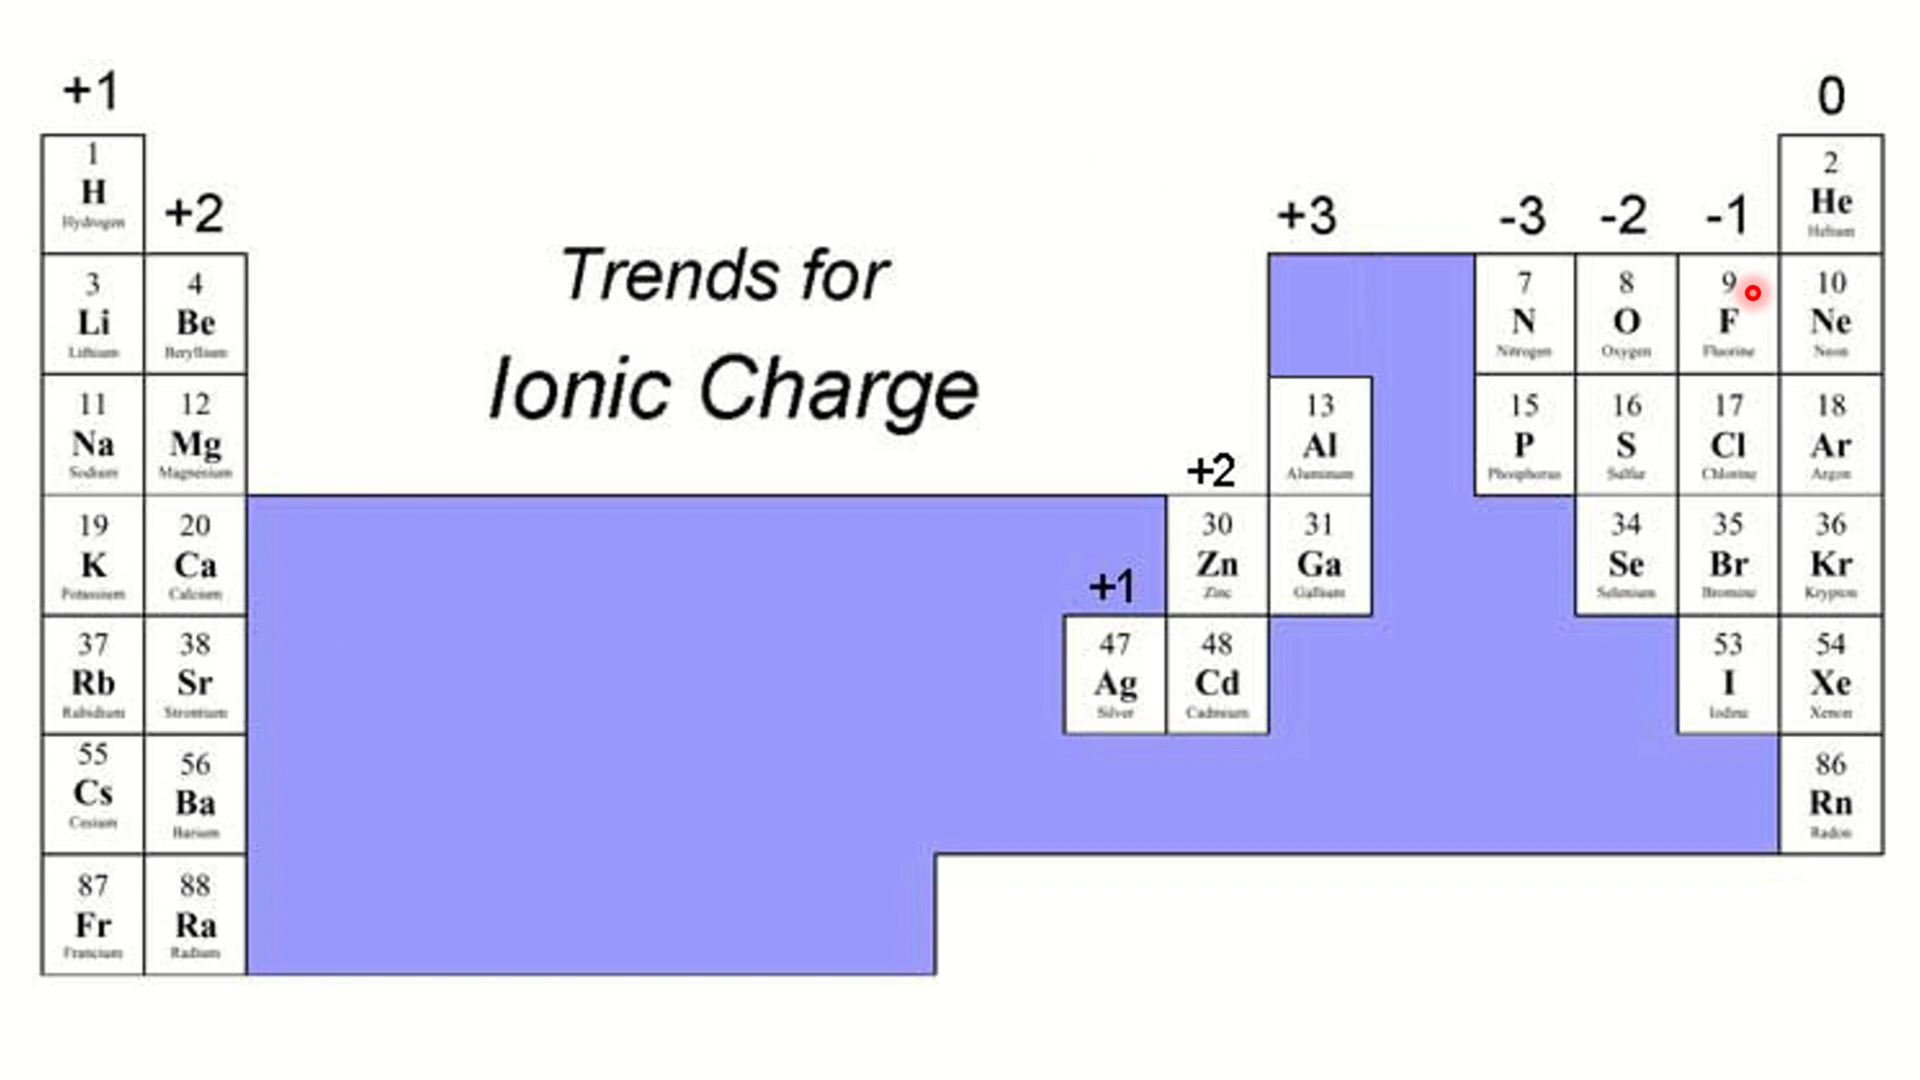 +1
0
1
H
Hydrogen
2
He
Helium
+2
+3
-3
-2
-1
Trends for
Ionic Charge
3
Li
Lithium
4
Be
Beryllium
7
N
Nitrogen
8
O
Oxygen
9
F
Fluorine
10
Ne
Neon
11
Na
Sodium
12
Mg
Magnesium
13
Al
Aluminum
15
P
Phosphorus
16
S
Sulfur
17
Cl
Chlorine
18
Ar
Argon
+2
19
K
Potassium
20
Ca
Calcium
30
Zn
Zinc
31
Ga
Gallium
34
Se
Selenium
35
Br
Bromine
36
Kr
Krypton
+1
37
Rb
Rubidium
38
Sr
Strontium
47
Ag
Silver
48
Cd
Cadmium
53
I
Iodine
54
Xe
Xenon
55
Cs
Cesium
56
Ba
Barium
86
Rn
Radon
87
Fr
Francium
88
Ra
Radium